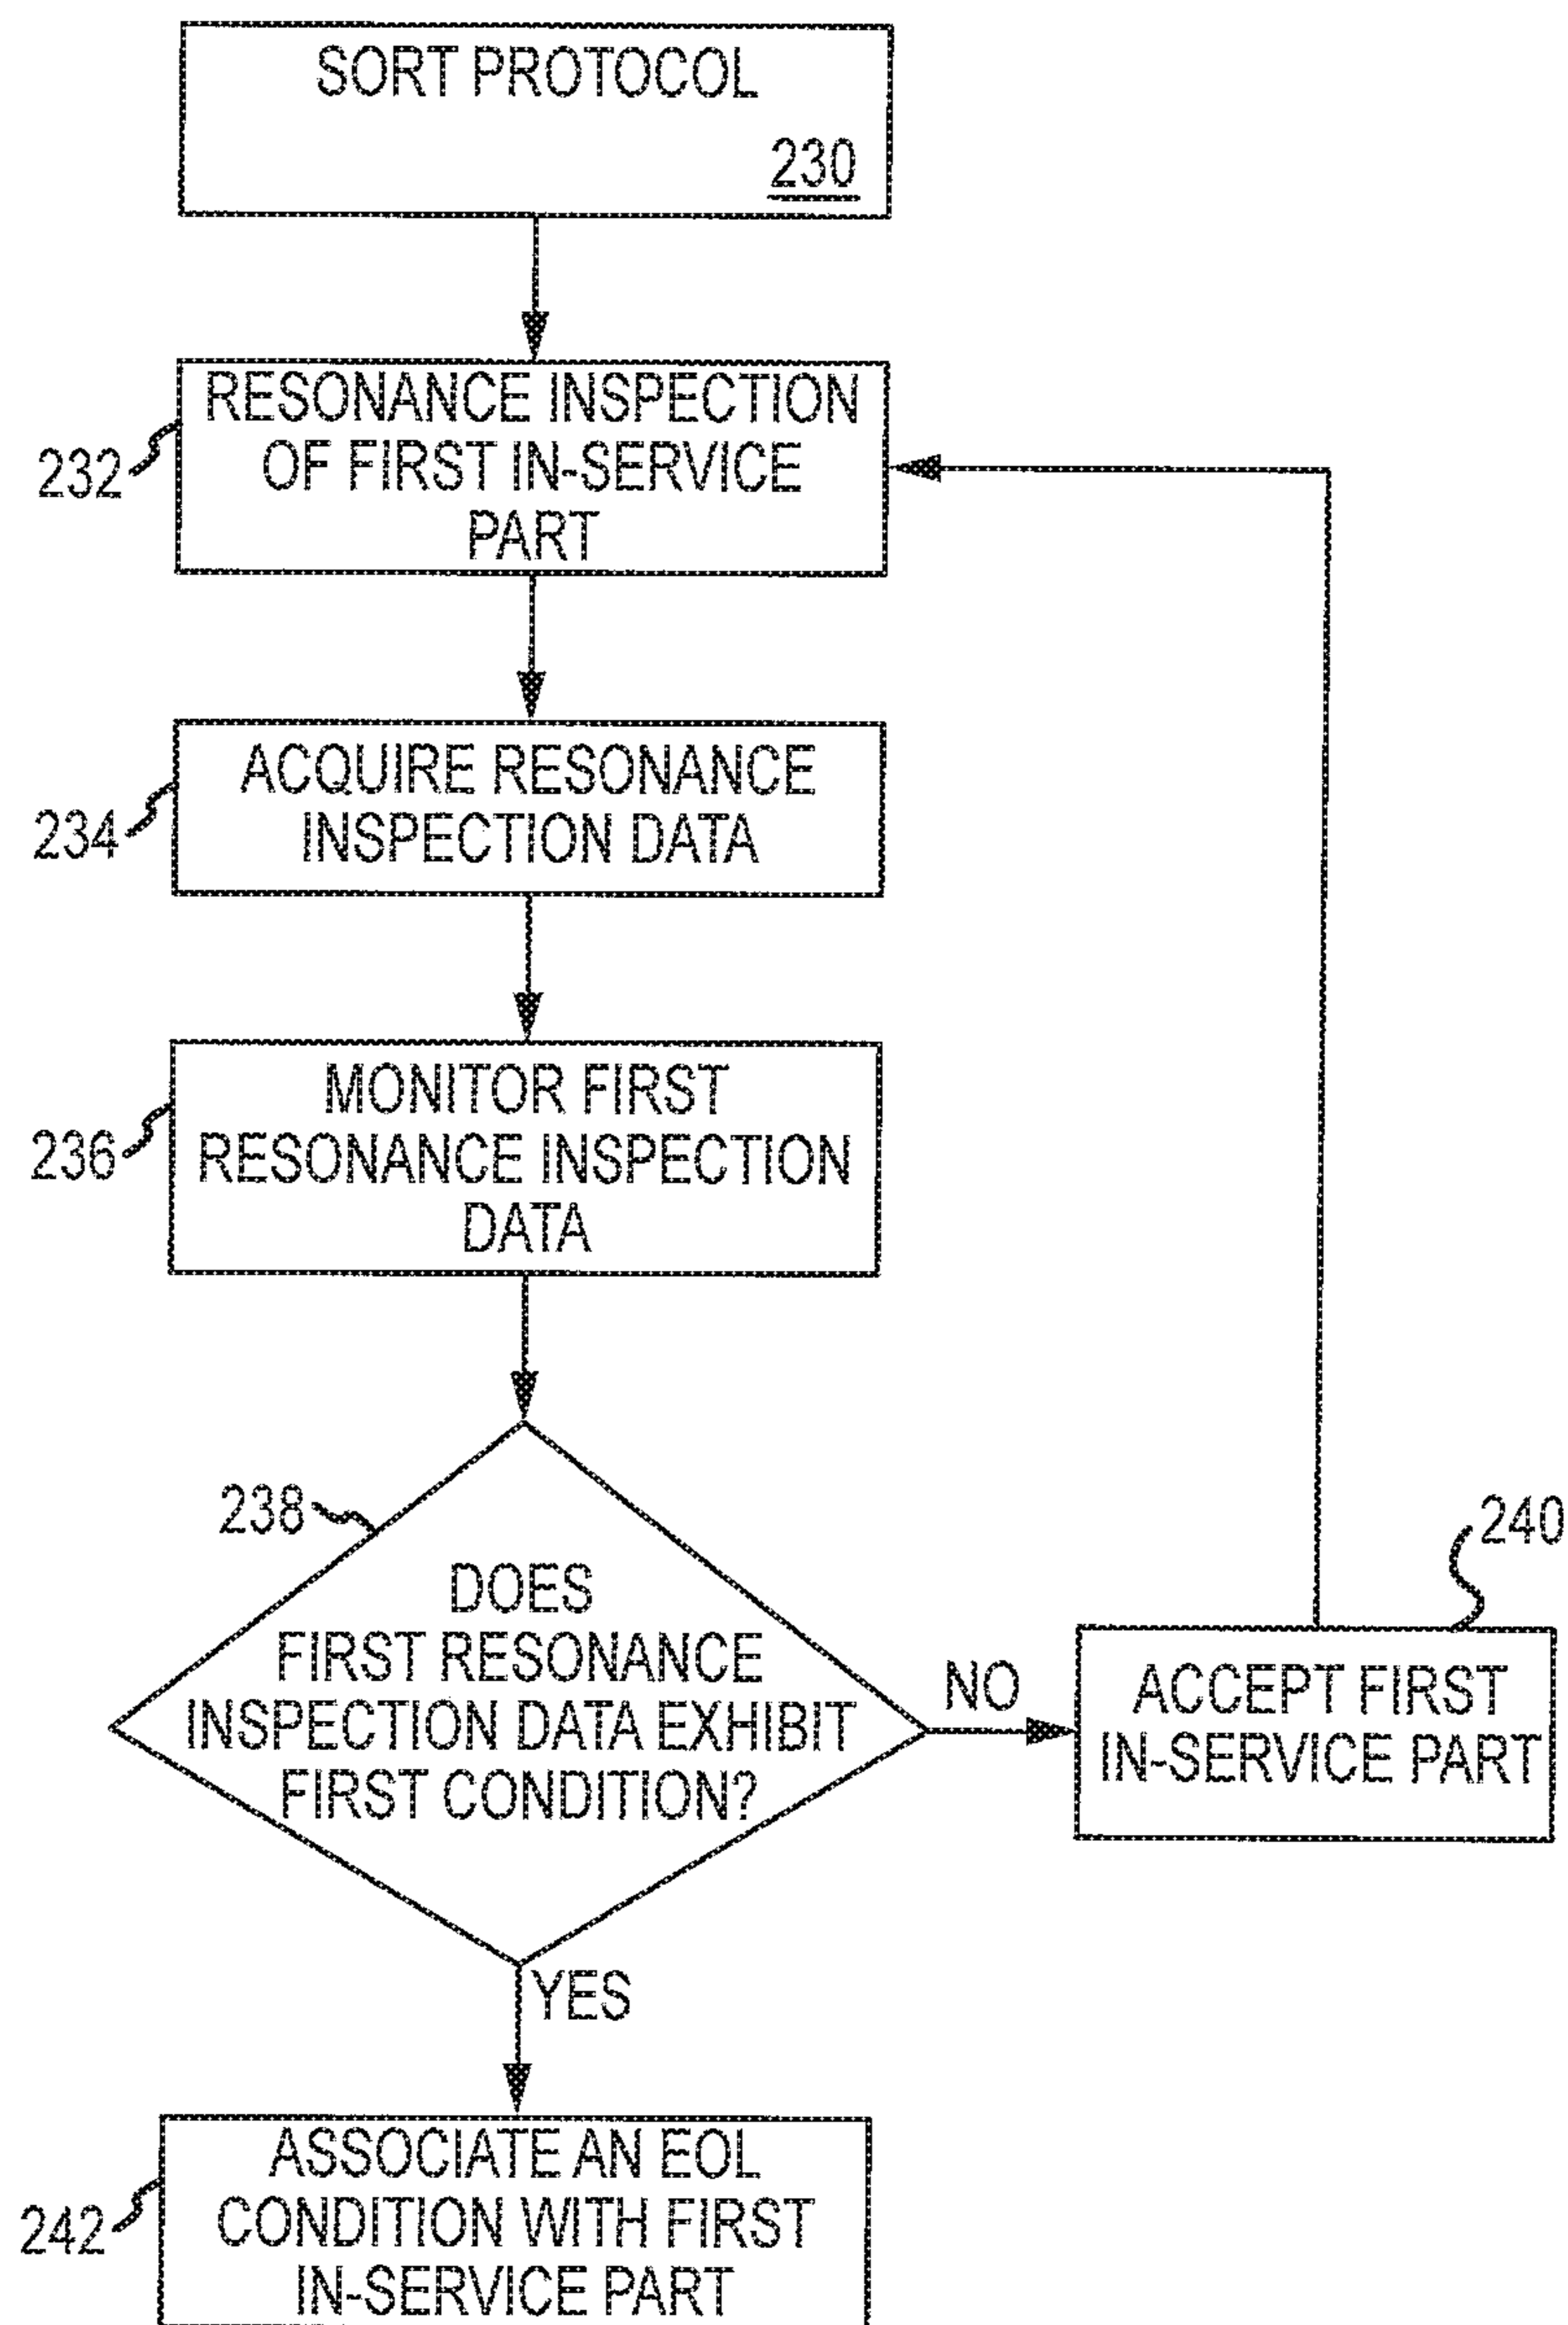 SORT PROTOCOL
230
RESONANCE INSPECTION
OF FIRST IN-SERVICE
PART
232
ACQUIRE RESONANCE
INSPECTION DATA
234
MONITOR FIRST
RESONANCE INSPECTION
DATA
236
238
DOES
FIRST RESONANCE
INSPECTION DATA EXHIBIT
FIRST CONDITION?
NO
240
ACCEPT FIRST
IN-SERVICE PART
YES
ASSOCIATE AN EOL
CONDITION WITH FIRST
IN-SERVICE PART
242